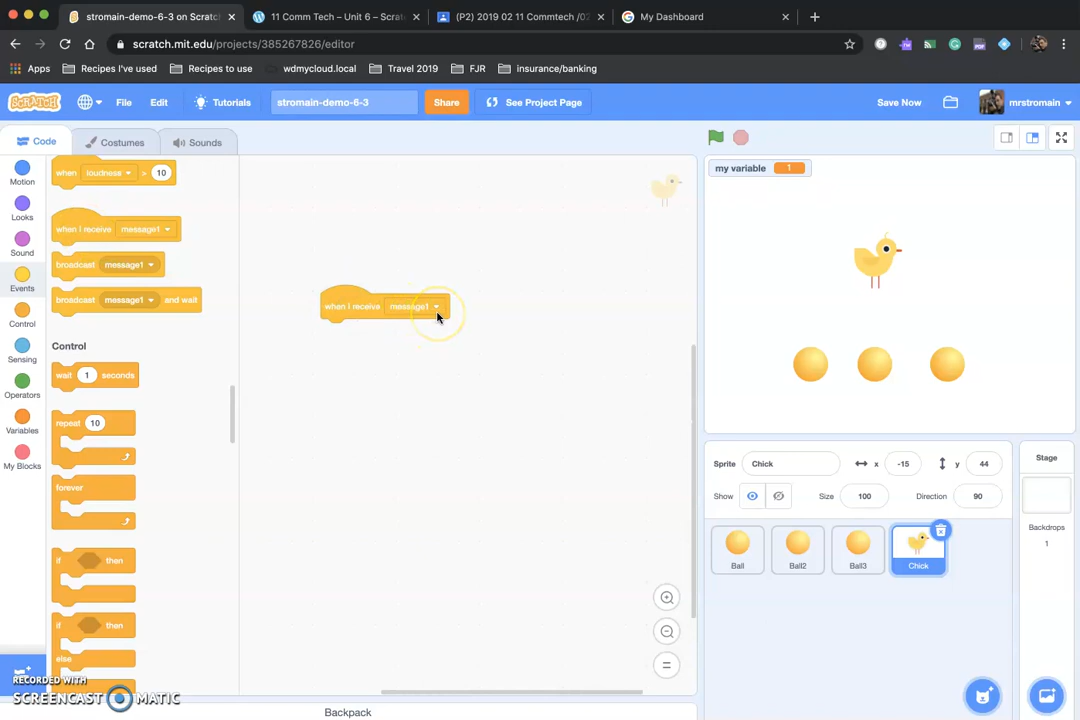 stromain-demo-6-3 on Scratch
11 Comm Tech – Unit 6 – Scratc
(P2) 2019 02 11 Commtech /02
My Dashboard
scratch.mit.edu/projects/385267826/editor
Apps
Recipes I've used
Recipes to use
wdmycloud.local
Travel 2019
FJR
insurance/banking
SCRATCH
File
Edit
Tutorials
stromain-demo-6-3
Share
See Project Page
Save Now
mrstromain
Code
Costumes
Sounds
Motion
Looks
Sound
Events
Control
Sensing
Operators
Variables
My Blocks
when loudness > 10
when I receive message1
broadcast message1
broadcast message1 and wait
Control
wait 1 seconds
repeat 10
forever
if then
if then
else
when I receive message1
my variable 1
Sprite Chick x -15 y 44
Show Size 100 Direction 90
Ball
Ball2
Ball3
Chick
Stage
Backdrops
1
Backpack
RECORDED WITH
SCREENCAST MATIC